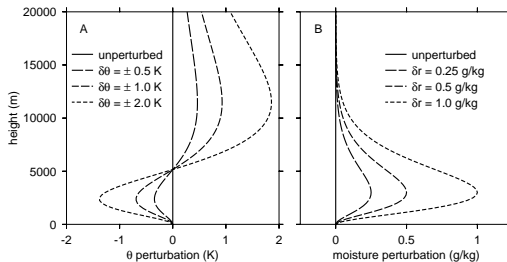 20000
15000
10000
5000
0
height (m)
A
unperturbed
δθ = ± 0.5 K
δθ = ± 1.0 K
δθ = ± 2.0 K
-2 -1 0 1 2
θ perturbation (K)
B
unperturbed
δr = 0.25 g/kg
δr = 0.5 g/kg
δr = 1.0 g/kg
0 0.5 1
moisture perturbation (g/kg)